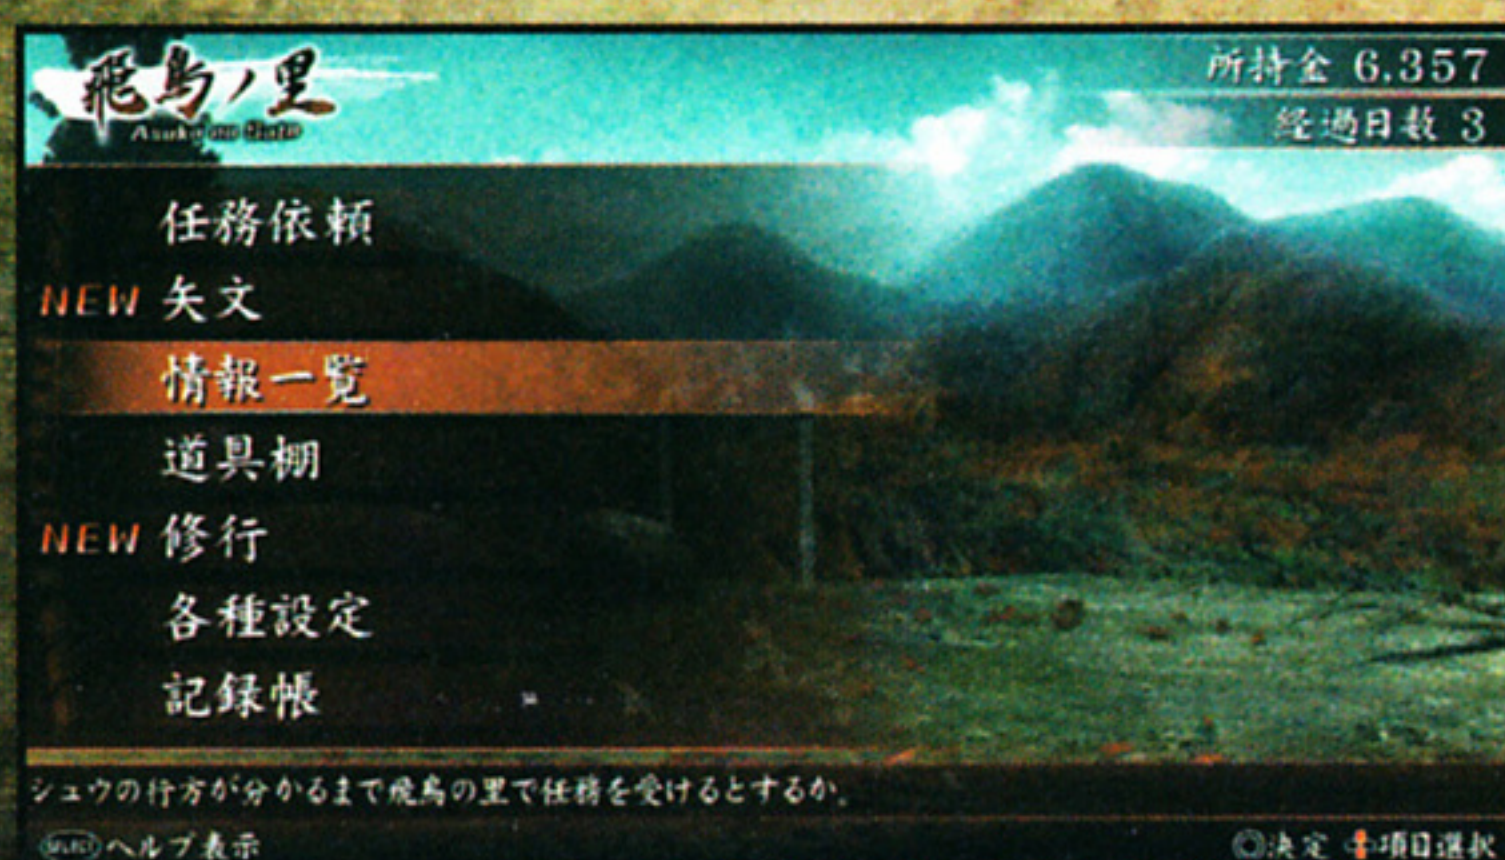 飛鳥ノ里
Asuka no Sato
所持金 6,357
経過日数 3
任務依頼
NEW 矢文
情報一覧
道具棚
NEW 修行
各種設定
記録帳
シュウの行方が分かるまで飛鳥の里で任務を受けるとするか。
SELECT ヘルプ表示
決定 項目選択